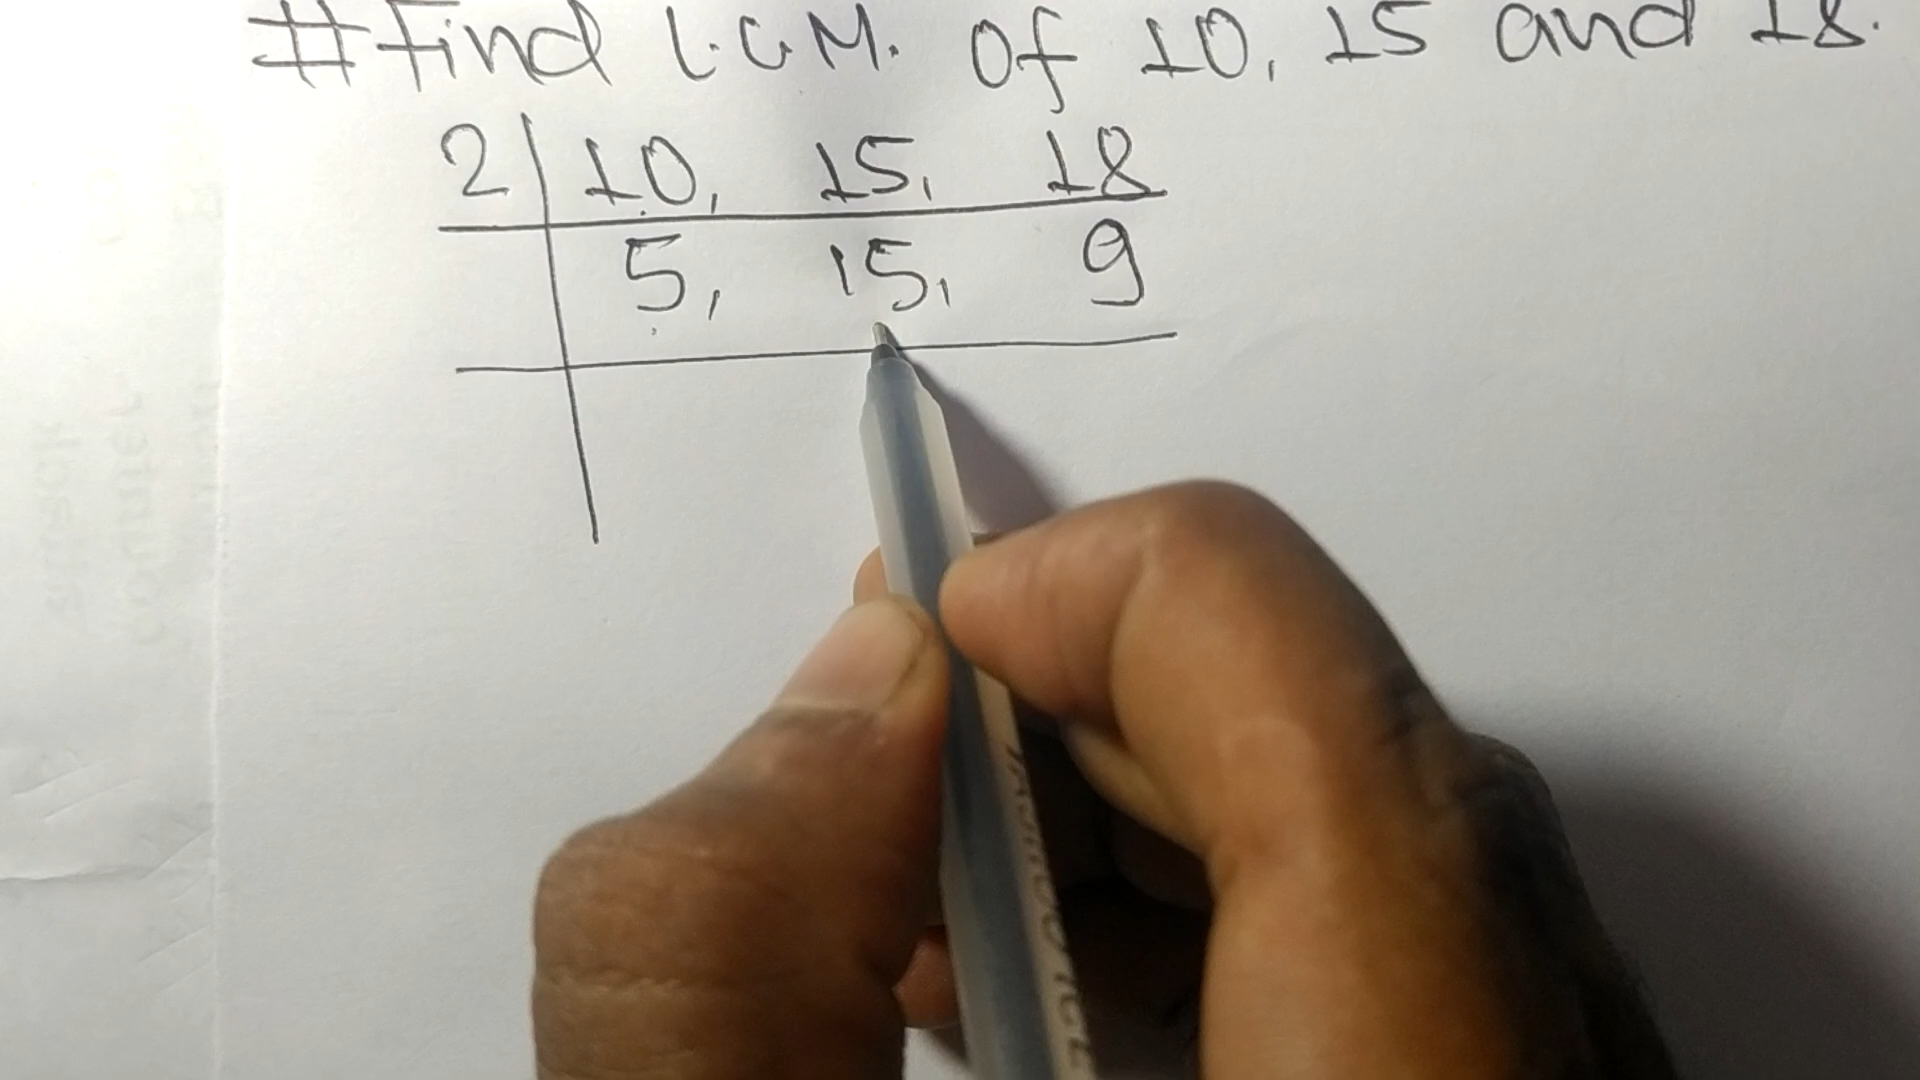 #Find L.C.M. of 10, 15 and 18.
2 10, 15, 18
5, 15, 9